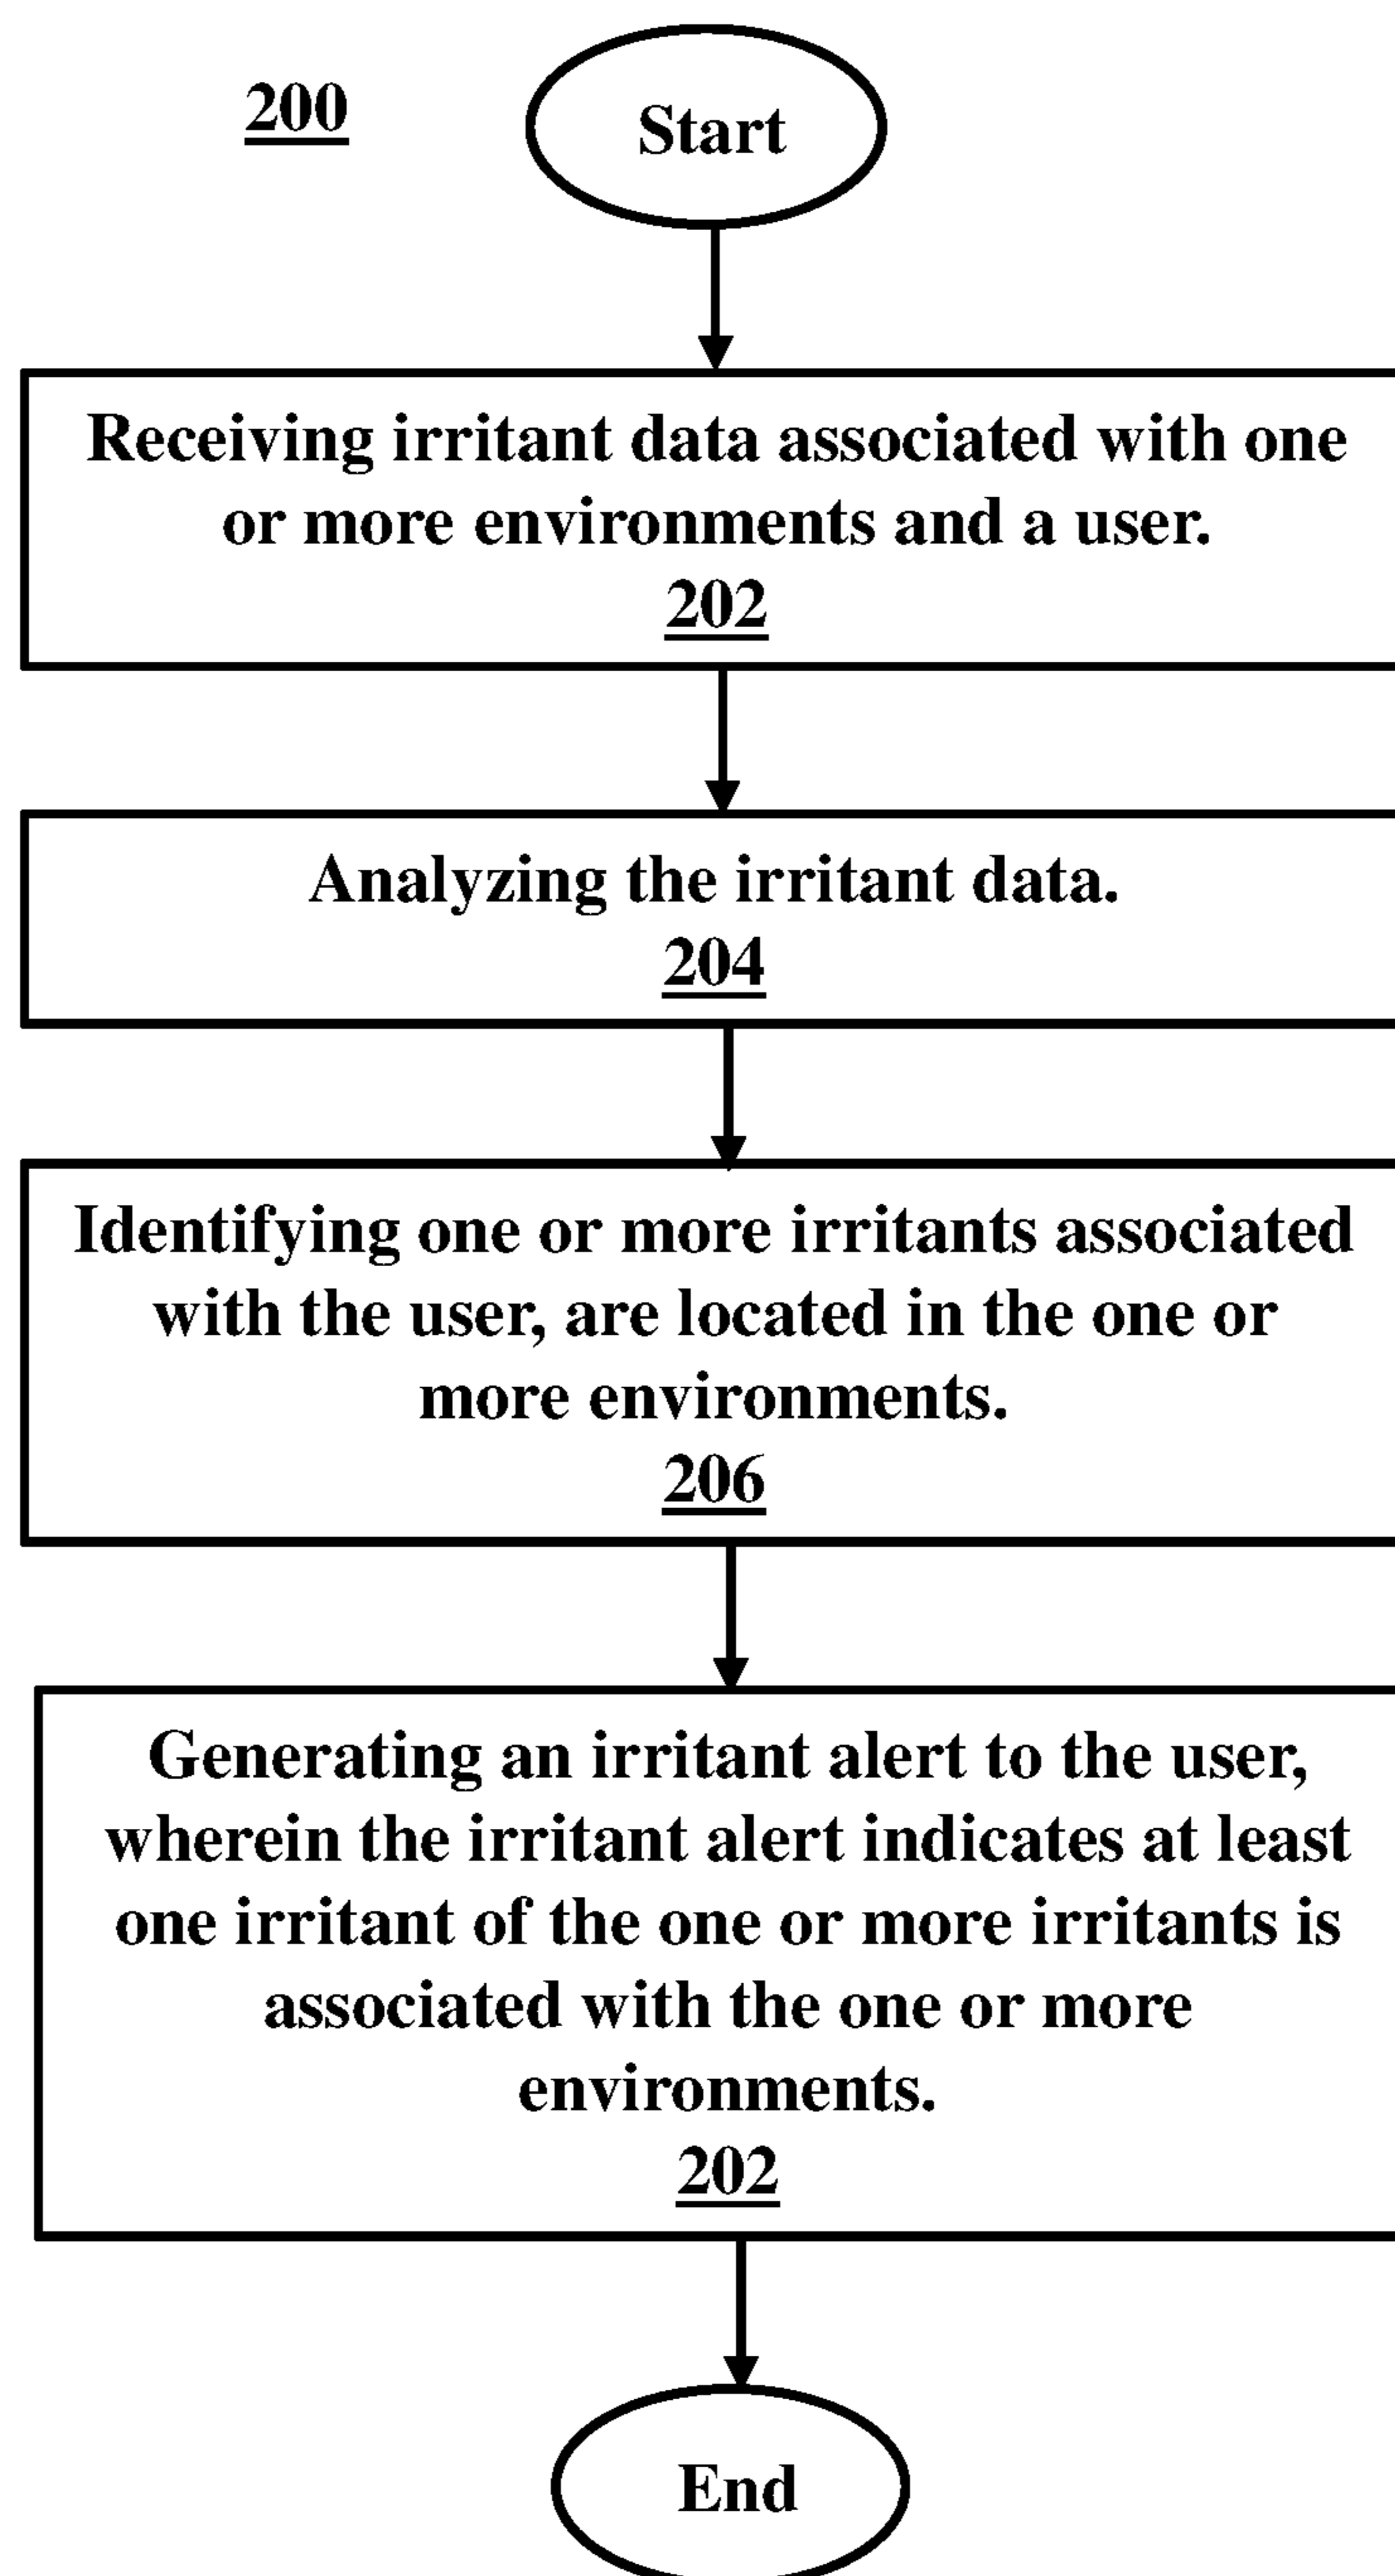 200
Start
Receiving irritant data associated with one
or more environments and a user.
202
Analyzing the irritant data.
204
Identifying one or more irritants associated
with the user, are located in the one or
more environments.
206
Generating an irritant alert to the user,
wherein the irritant alert indicates at least
one irritant of the one or more irritants is
associated with the one or more
environments.
202
End